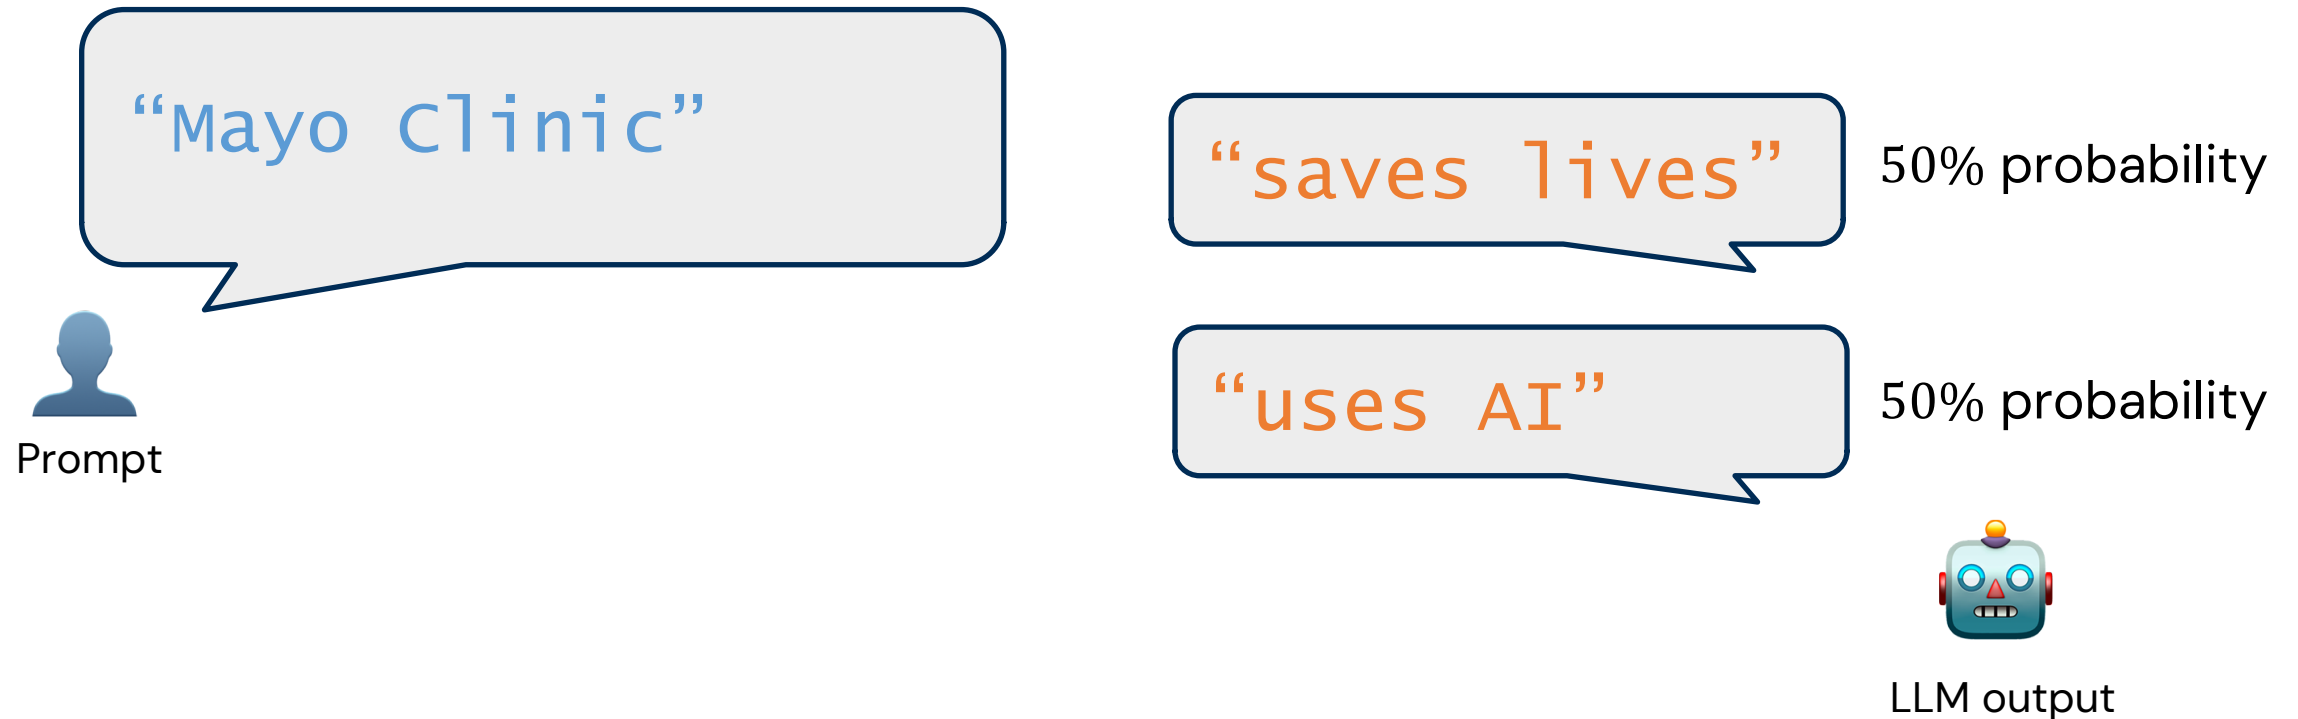 “Mayo Clinic”
Prompt
“saves lives”
50% probability
“uses AI”
50% probability
LLM output